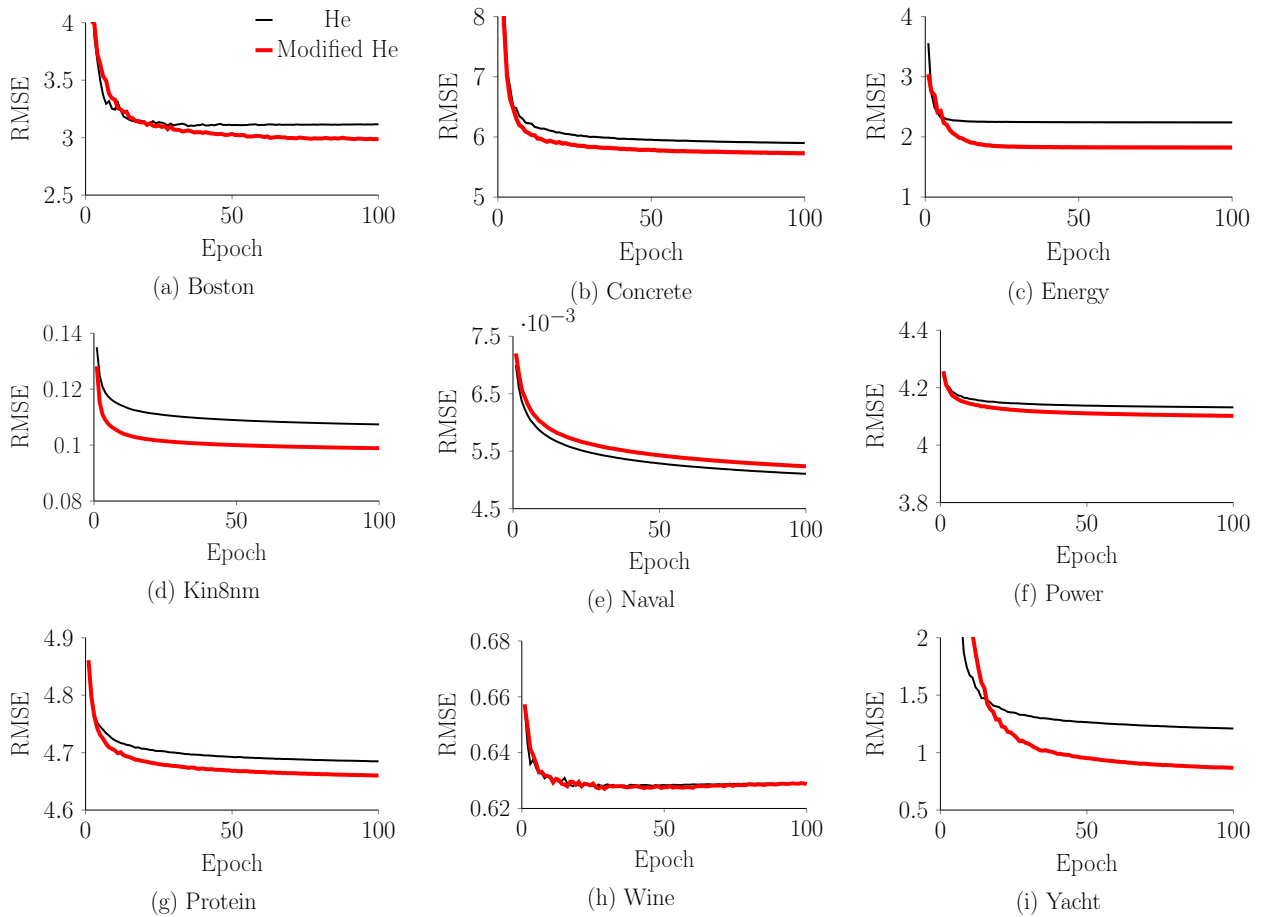 He
Modified He
4
3.5
3
2.5
RMSE
0
50
100
Epoch
(a) Boston
8
7
6
5
RMSE
0
50
100
Epoch
(b) Concrete
4
3
2
1
RMSE
0
50
100
Epoch
(c) Energy
0.14
0.12
0.1
0.08
RMSE
0
50
100
Epoch
(d) Kin8nm
·10−3
7.5
6.5
5.5
4.5
RMSE
0
50
100
Epoch
(e) Naval
4.4
4.2
4
3.8
RMSE
0
50
100
Epoch
(f) Power
4.9
4.8
4.7
4.6
RMSE
0
50
100
Epoch
(g) Protein
0.68
0.66
0.64
0.62
RMSE
0
50
100
Epoch
(h) Wine
2
1.5
1
0.5
RMSE
0
50
100
Epoch
(i) Yacht